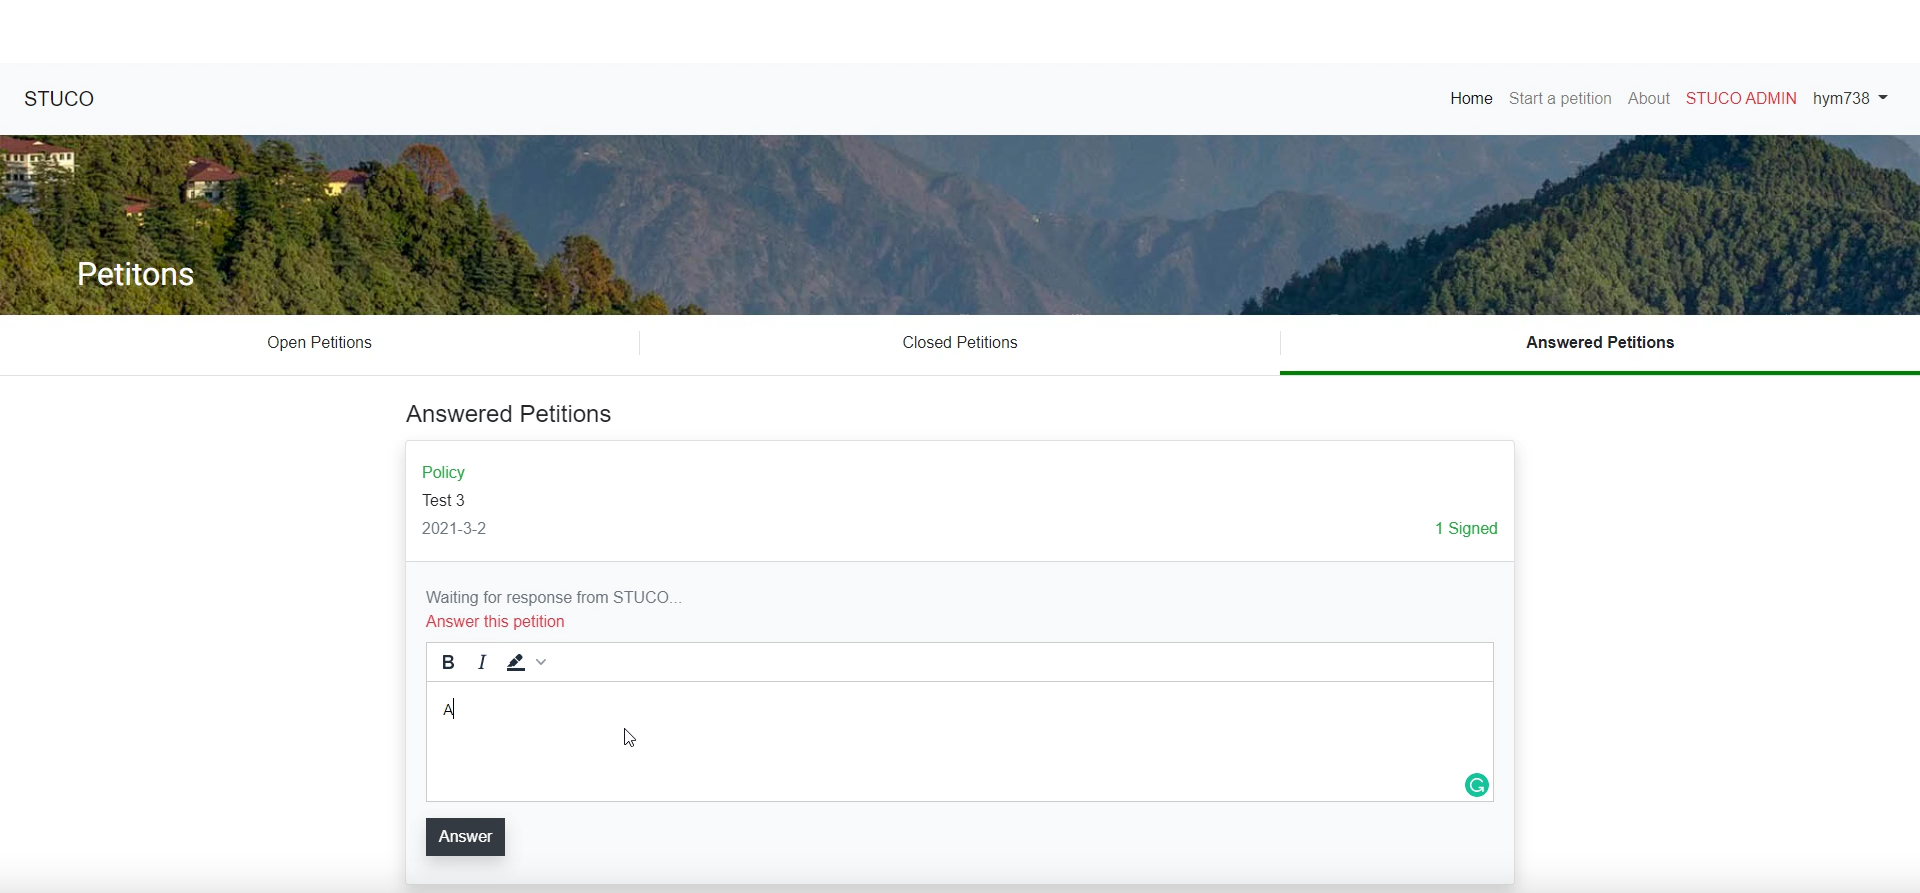 STUCO
Home Start a petition About STUCO ADMIN hym738
Petitons
Open Petitions
Closed Petitions
Answered Petitions
Answered Petitions
Policy
Test 3
2021-3-2
1 Signed
Waiting for response from STUCO...
Answer this petition
B I
A
Answer